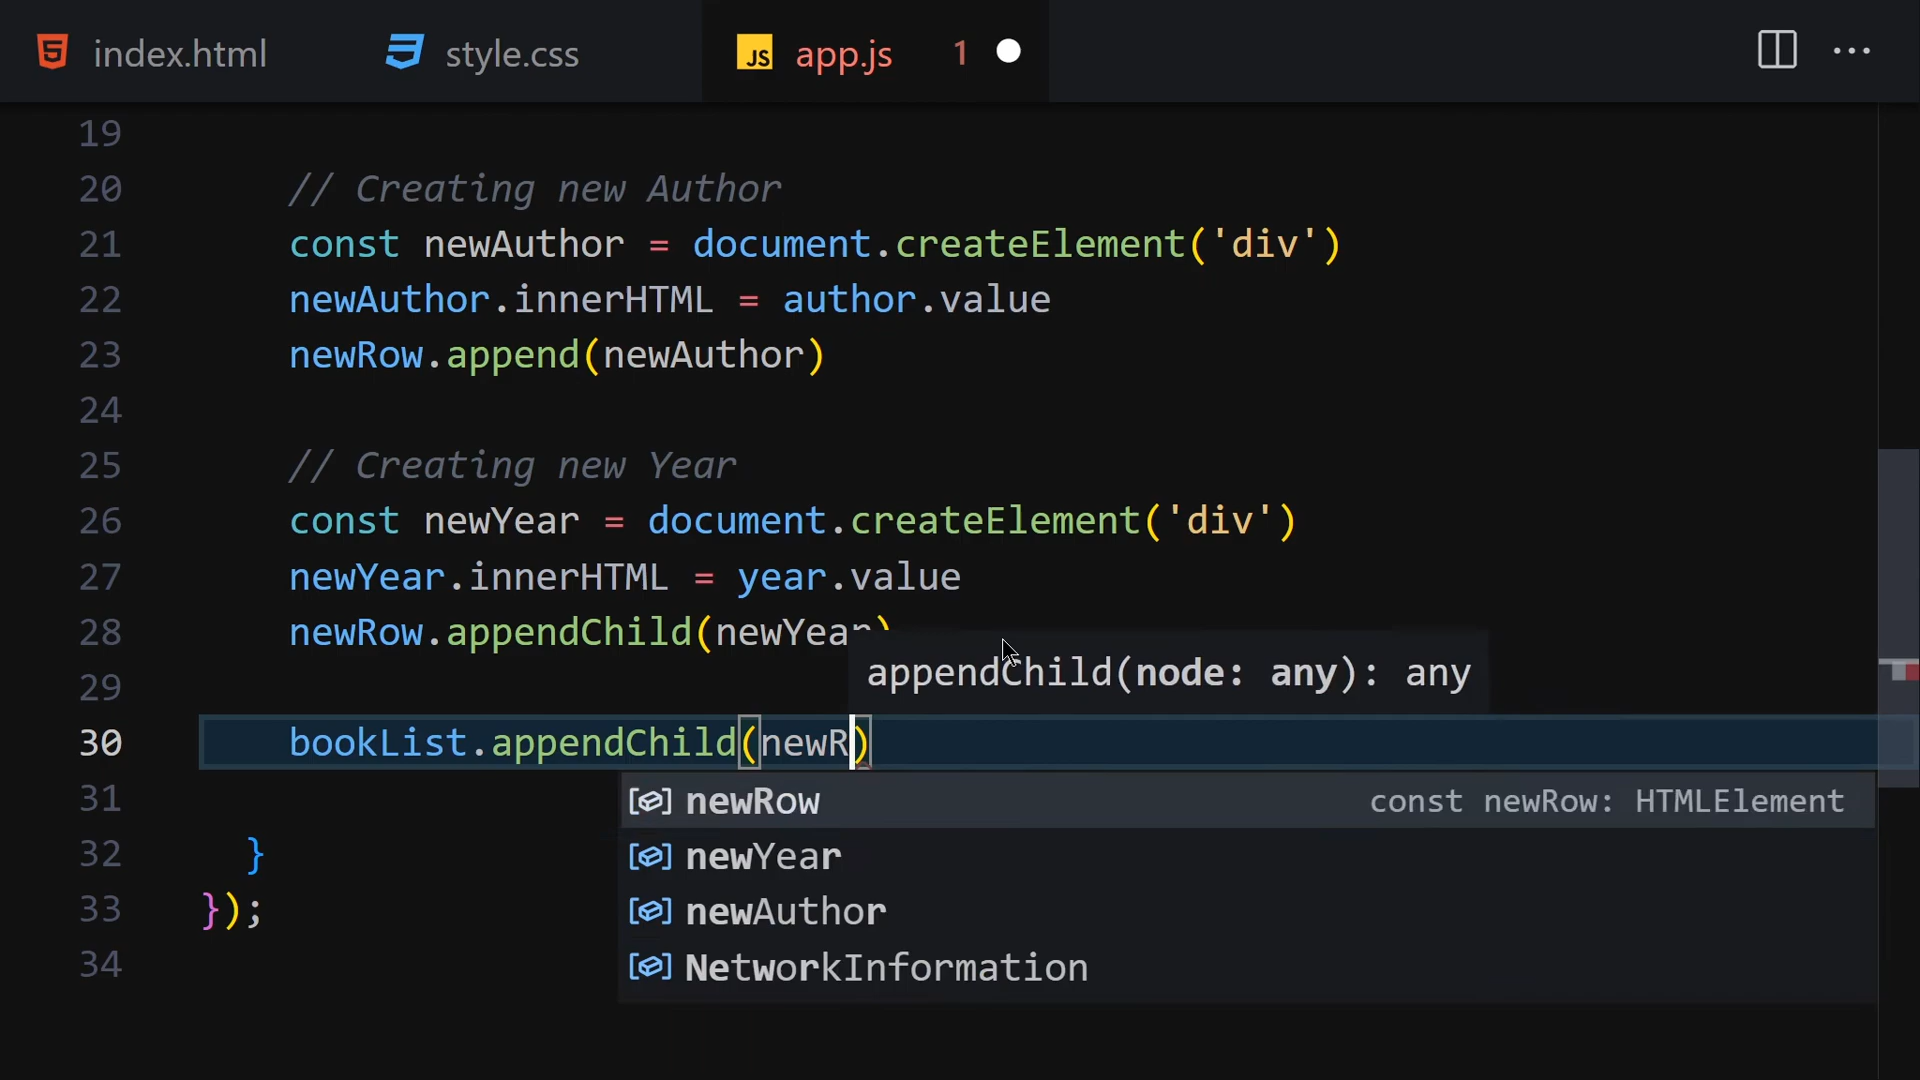 index.html
style.css
JS app.js 1
19
20 // Creating new Author
21 const newAuthor = document.createElement('div')
22 newAuthor.innerHTML = author.value
23 newRow.append(newAuthor)
24
25 // Creating new Year
26 const newYear = document.createElement('div')
27 newYear.innerHTML = year.value
28 newRow.appendChild(newYear)
appendChild(node: any): any
29
30 bookList.appendChild(newR)
newRow const newRow: HTMLElement
31
newYear
32 }
newAuthor
33 });
NetworkInformation
34